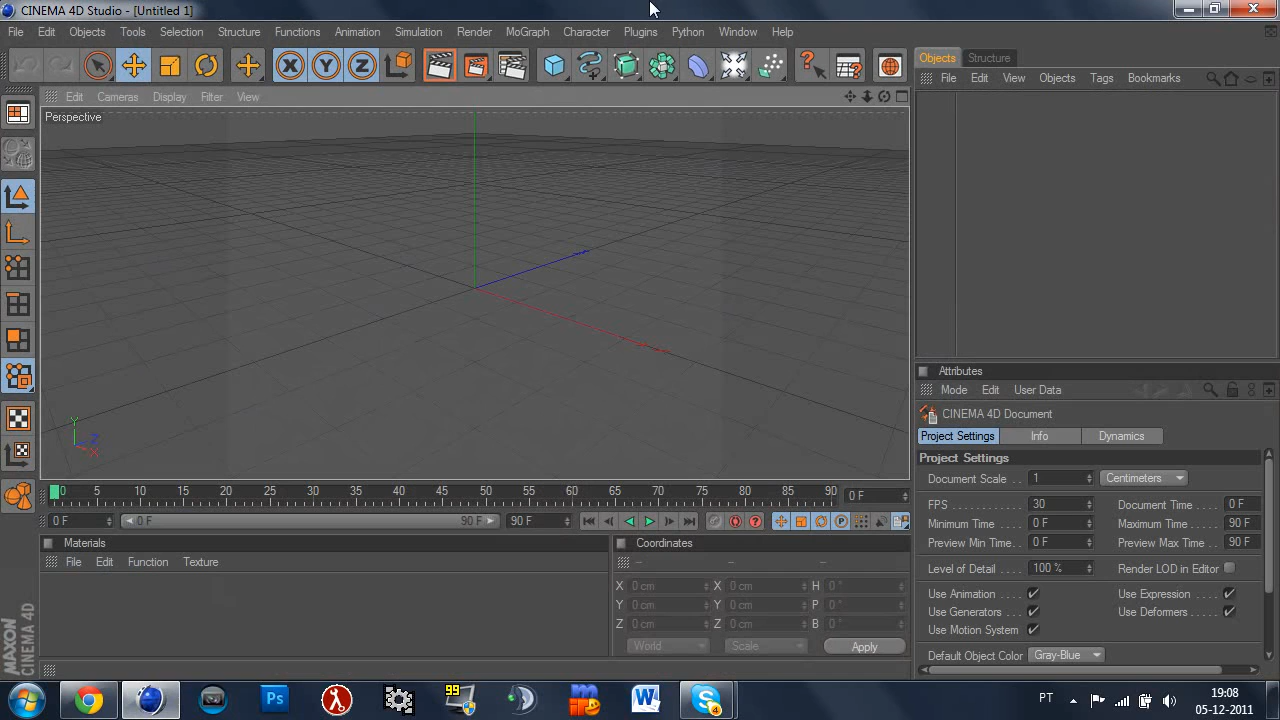 CINEMA 4D Studio - [Untitled 1]
File Edit Objects Tools Selection Structure Functions Animation Simulation Render MoGraph Character Plugins Python Window Help
X Y Z
Objects Structure
File Edit View Objects Tags Bookmarks
Edit Cameras Display Filter View
Perspective
Y
Z
X
Attributes
Mode Edit User Data
CINEMA 4D Document
Project Settings Info Dynamics
Project Settings
Document Scale 1 Centimeters
FPS . . . . . . . . . . . 30 Document Time 0 F
Minimum Time . . 0 F Maximum Time 90 F
Preview Min Time. . 0 F Preview Max Time 90 F
Level of Detail . . . . 100 % Render LOD in Editor
Use Animation . . . . Use Expression . . .
Use Generators . . . Use Deformers . . .
Use Motion System
Default Object Color Gray-Blue
0 5 10 15 20 25 30 35 40 45 50 55 60 65 70 75 80 85 90 0 F
0 F 0 F 90 F 90 F
P
Materials
File Edit Function Texture
Coordinates
-- -- --
X 0 cm X 0 cm H 0 °
Y 0 cm Y 0 cm P 0 °
Z 0 cm Z 0 cm B 0 °
World Scale Apply
MAXON
CINEMA 4D
Ps 99 W S 4
PT
19:08
05-12-2011